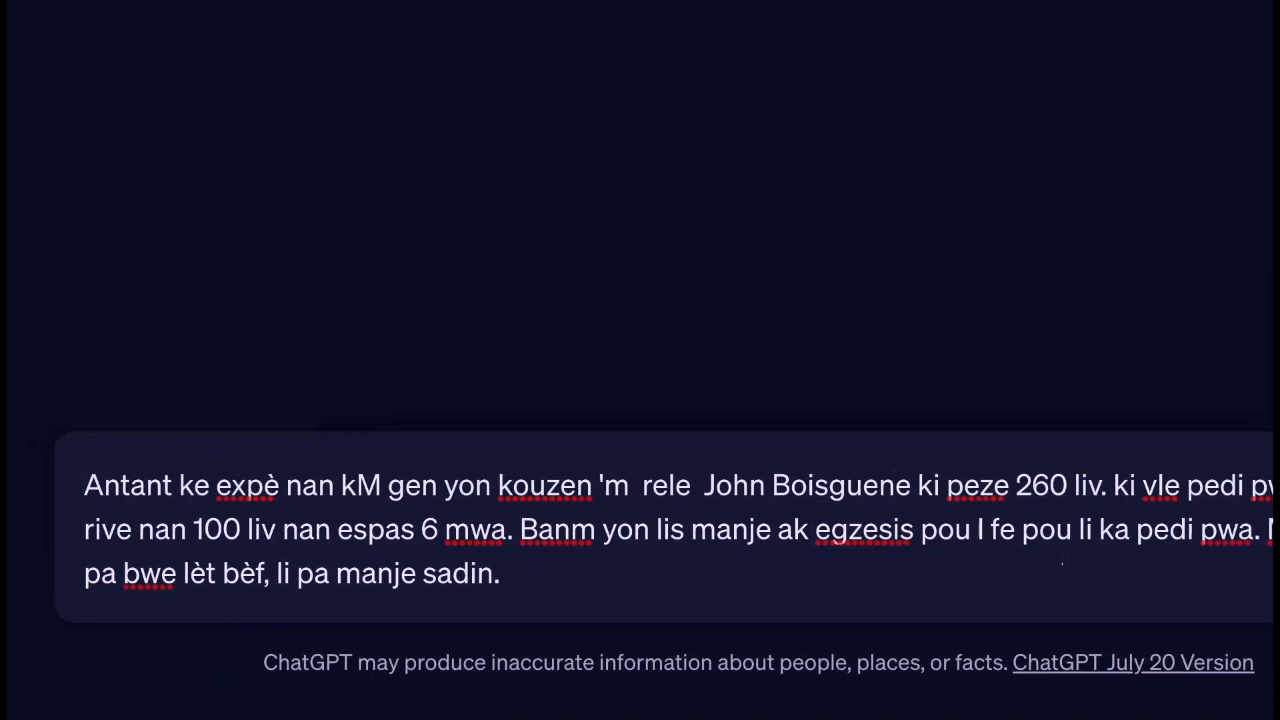 Antant ke expè nan kM gen yon kouzen 'm rele John Boisguene ki peze 260 liv. ki vle pedi
rive nan 100 liv nan espas 6 mwa. Banm yon lis manje ak egzesis pou l fe pou li ka pedi pwa.
pa bwe lèt bèf, li pa manje sadin.
ChatGPT may produce inaccurate information about people, places, or facts. ChatGPT July 20 Version